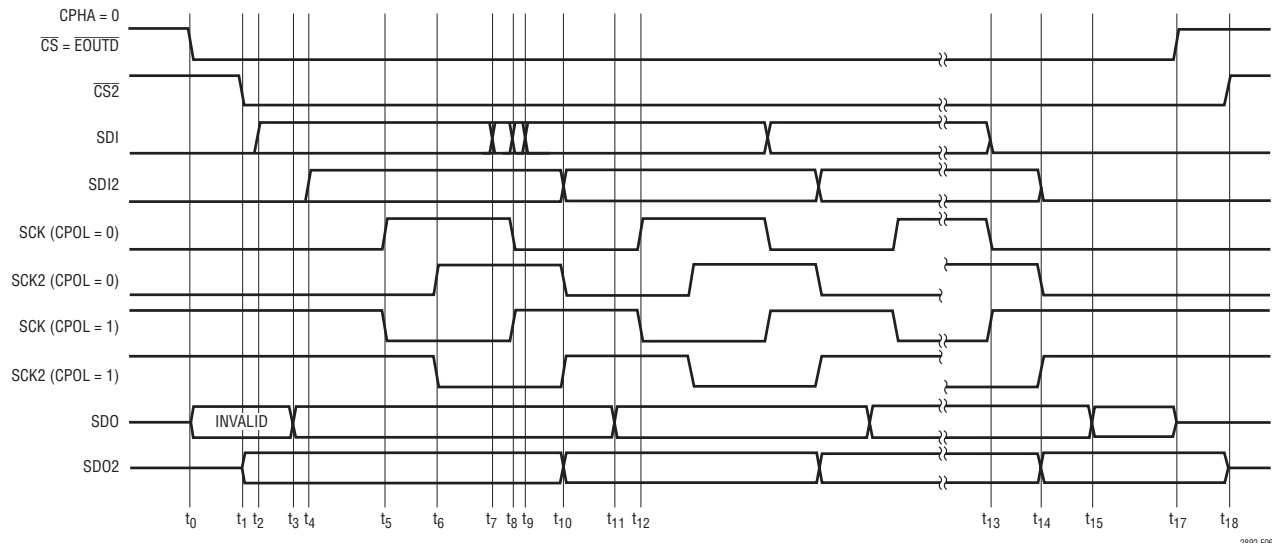 CPHA = 0
CS = EOUTD
CS2
SDI
SDI2
SCK (CPOL = 0)
SCK2 (CPOL = 0)
SCK (CPOL = 1)
SCK2 (CPOL = 1)
SDO INVALID
SDO2
t0 t1 t2 t3 t4 t5 t6 t7 t8 t9 t10 t11 t12 t13 t14 t15 t17 t18
2892 F06